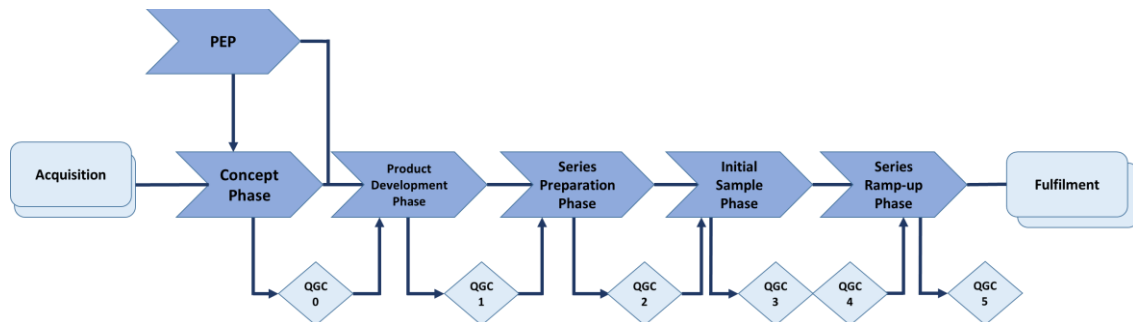 PEP
Acquisition
Concept
Phase
Product
Development
Phase
Series
Preparation
Phase
Initial
Sample
Phase
Series
Ramp-up
Phase
Fulfilment
QGC
0
QGC
1
QGC
2
QGC
3
QGC
4
QGC
5